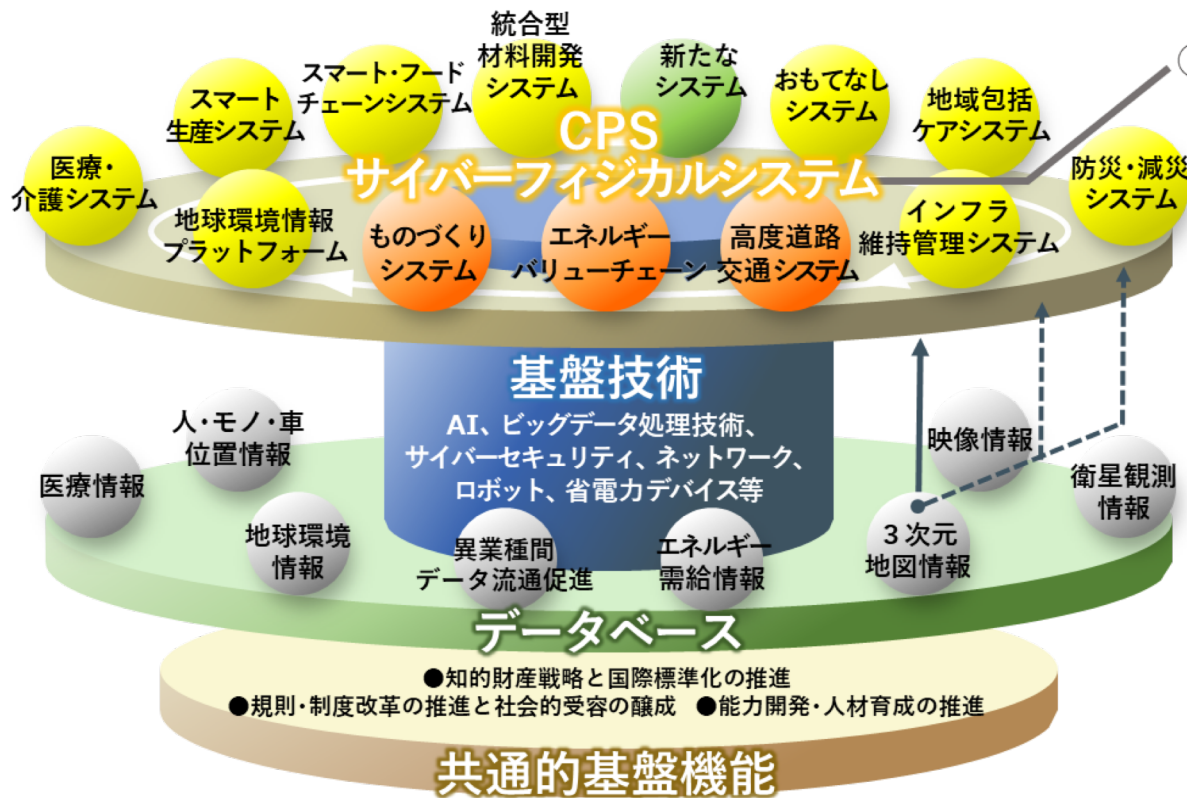 統合型
材料開発
システム
新たな
システム
スマート・フード
チェーンシステム
おもてなし
システム
スマート
生産システム
地域包括
ケアシステム
CPS
サイバーフィジカルシステム
医療・
介護システム
防災・減災
システム
地球環境情報
プラットフォーム
ものづくり
システム
エネルギー
バリューチェーン
高度道路
交通システム
インフラ
維持管理システム
基盤技術
AI、ビッグデータ処理技術、
サイバーセキュリティ、ネットワーク、
ロボット、省電力デバイス等
人・モノ・車
位置情報
映像情報
医療情報
衛星観測
情報
地球環境
情報
異業種間
データ流通促進
エネルギー
需給情報
3次元
地図情報
データベース
●知的財産戦略と国際標準化の推進
●規則・制度改革の推進と社会的受容の醸成 ●能力開発・人材育成の推進
共通的基盤機能